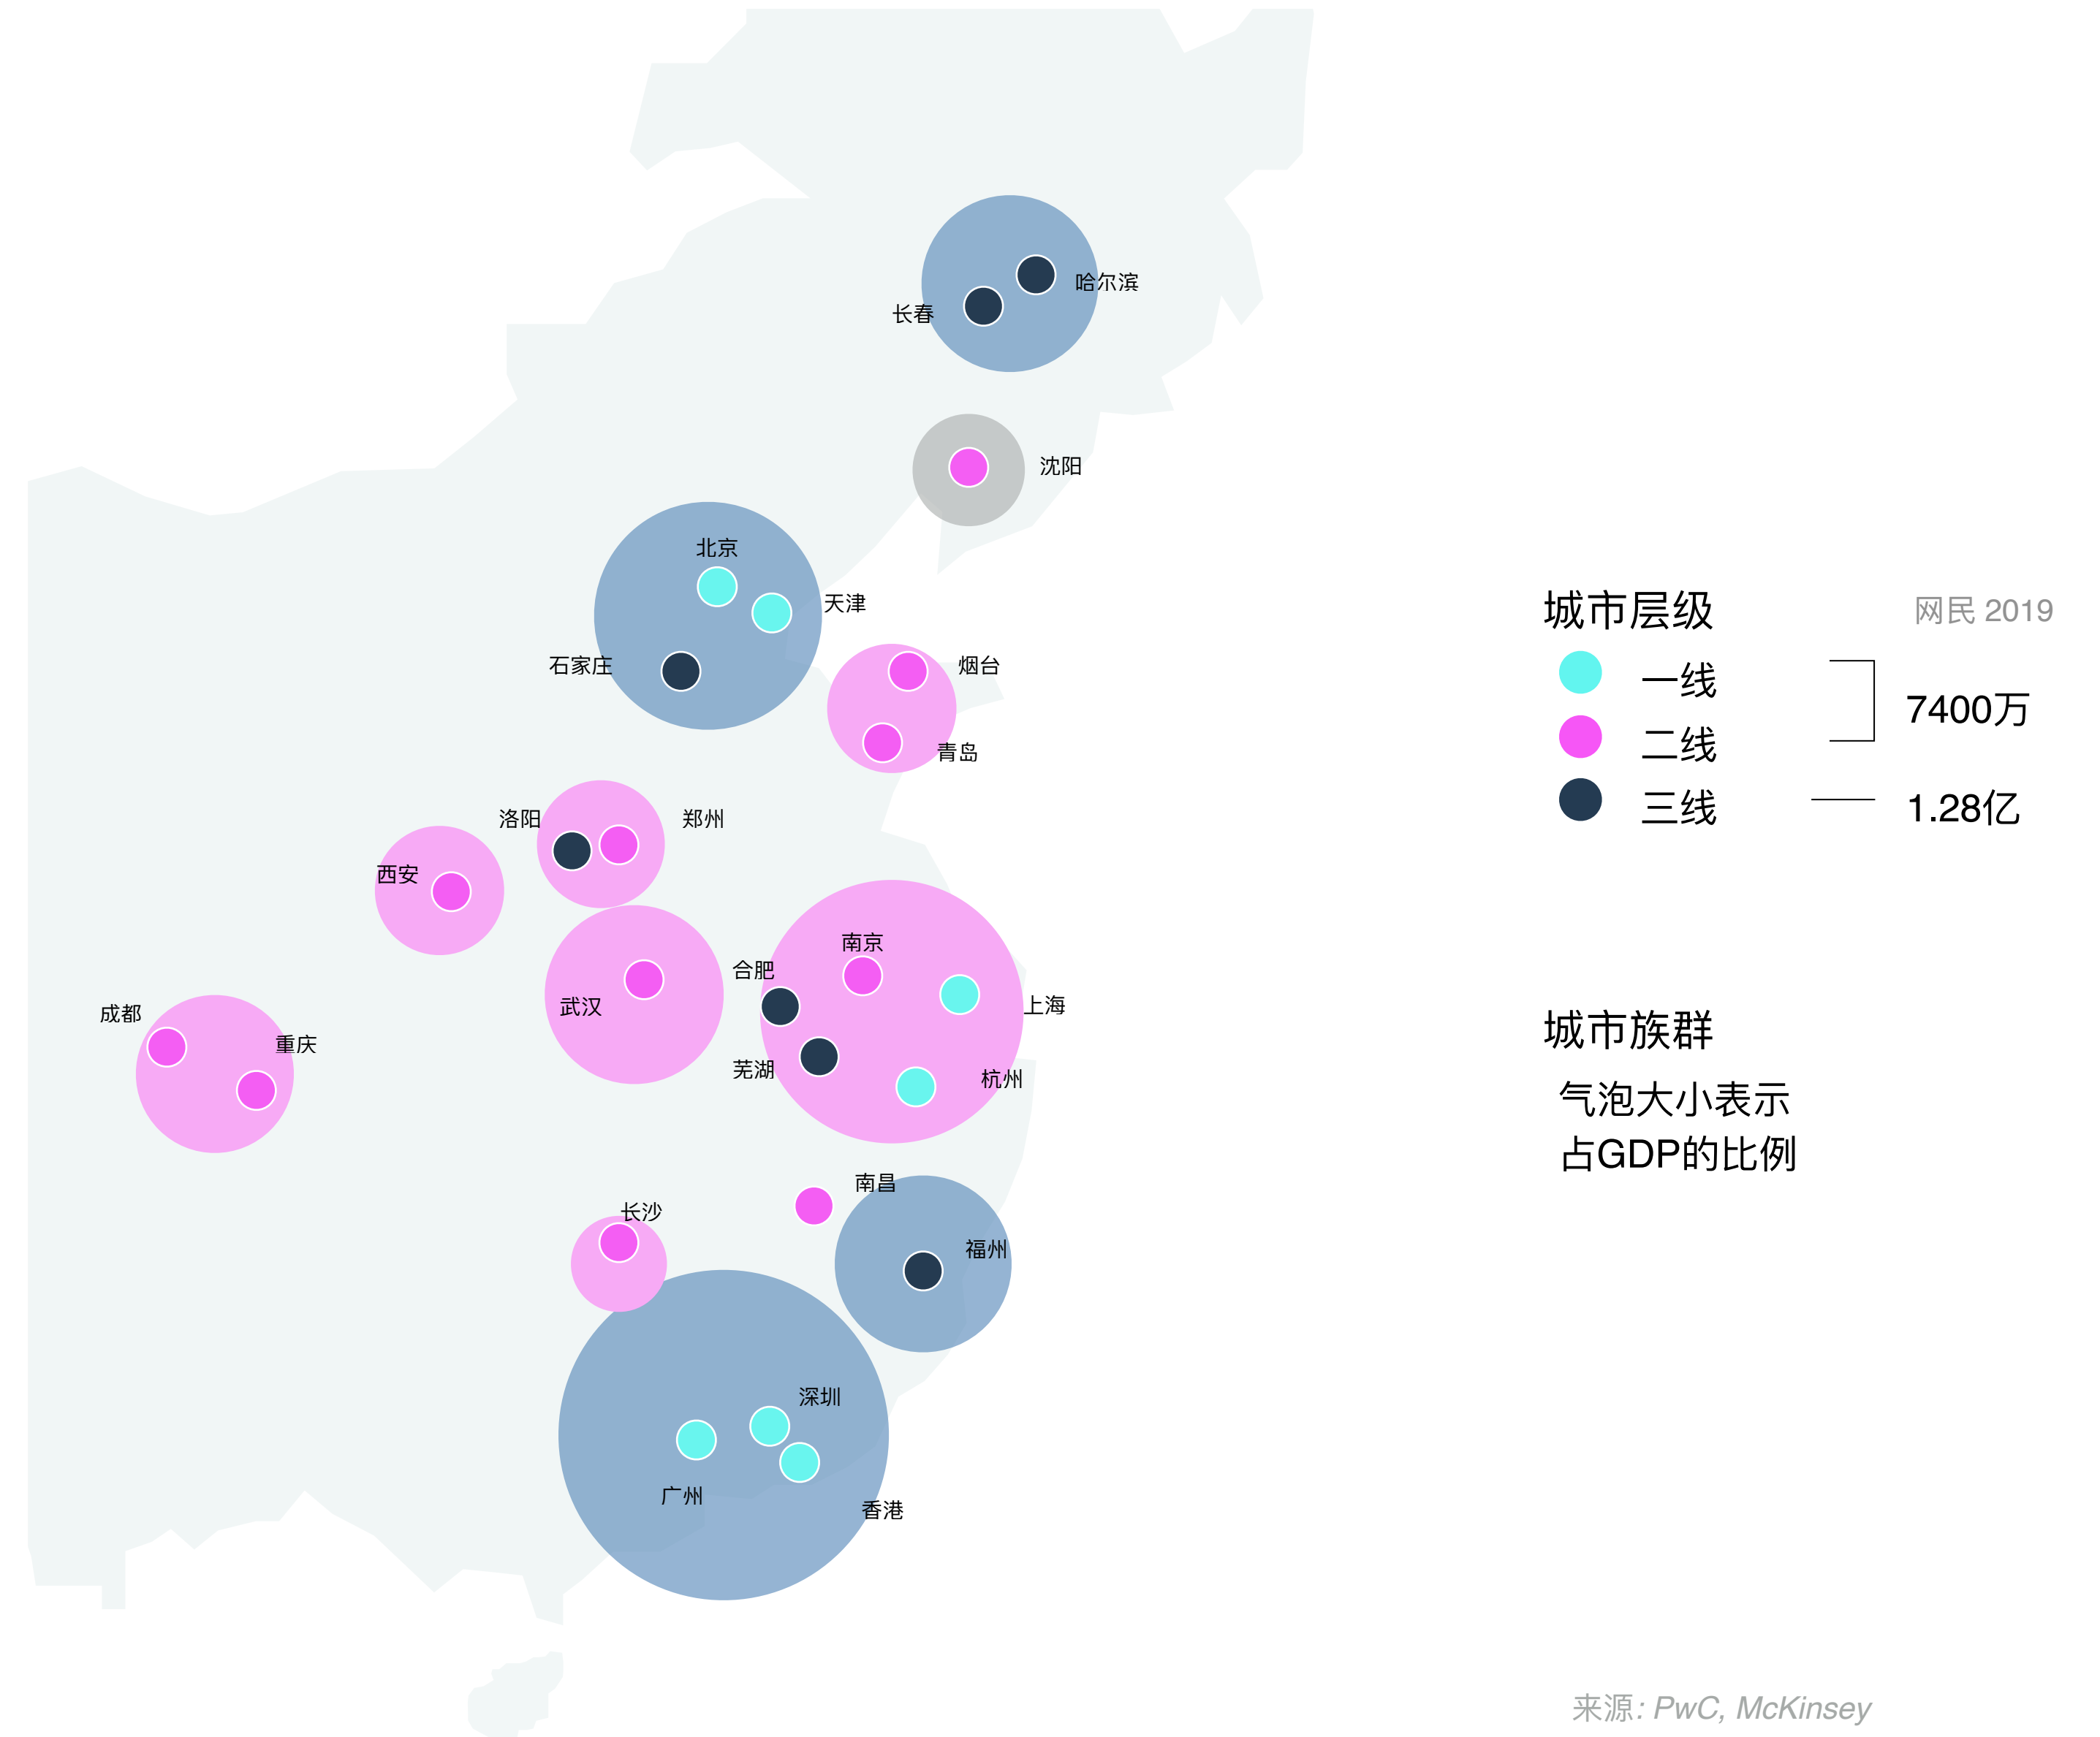 哈尔滨
长春
沈阳
北京
天津
石家庄
烟台
青岛
洛阳
郑州
西安
南京
合肥
武汉
上海
成都
重庆
芜湖
杭州
南昌
长沙
福州
深圳
广州
香港
城市层级
网民 2019
一线
二线
7400万
三线
1.28亿
城市族群
气泡大小表示
占GDP的比例
来源: PwC, McKinsey